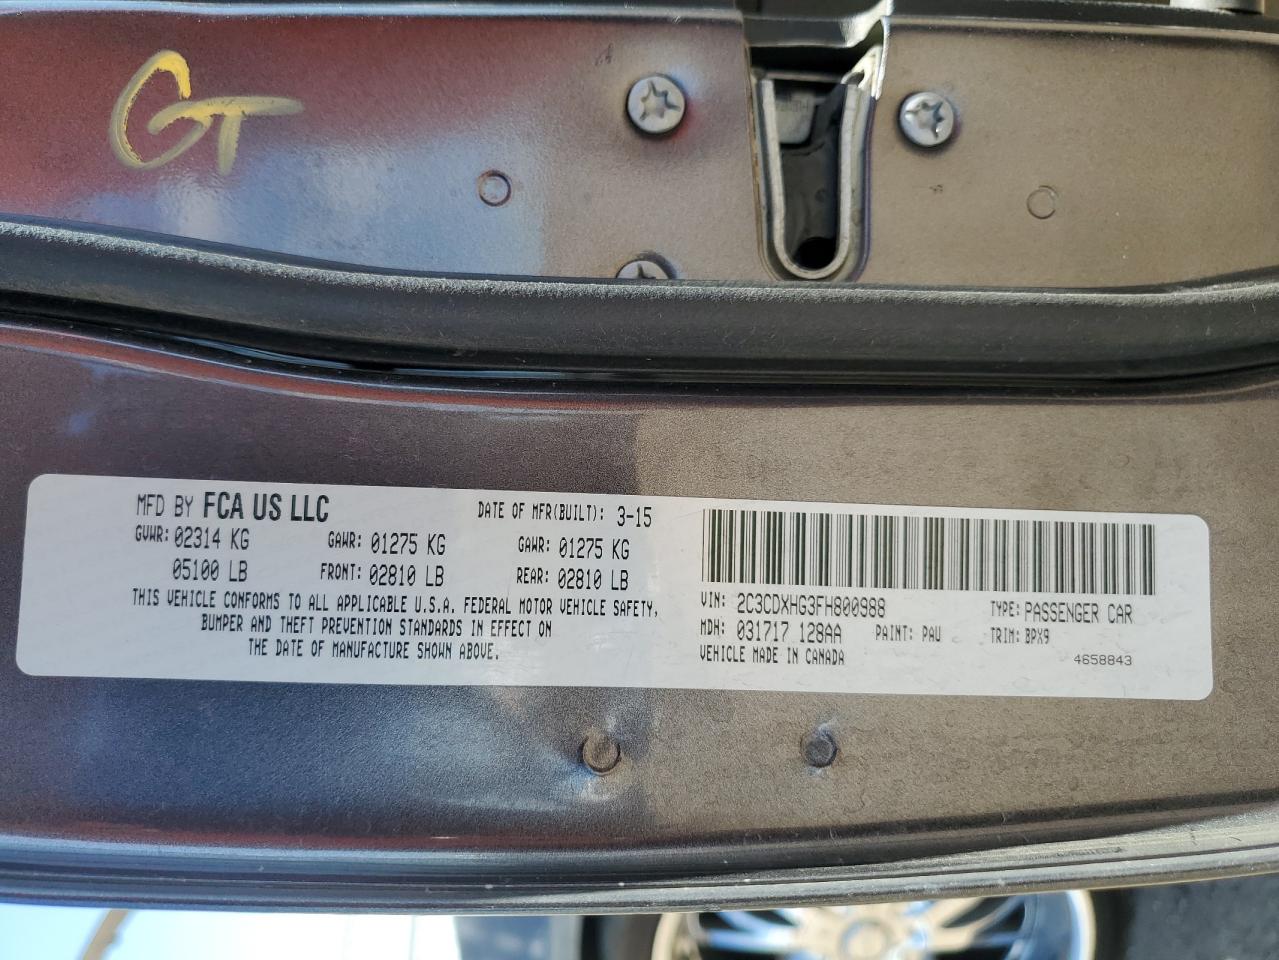 GT
MFD BY FCA US LLC DATE OF MFR(BUILT): 3-15
GVWR: 02314 KG GAWR: 01275 KG GAWR: 01275 KG
05100 LB FRONT: 02810 LB REAR: 02810 LB
THIS VEHICLE CONFORMS TO ALL APPLICABLE U.S.A. FEDERAL MOTOR VEHICLE SAFETY,
BUMPER AND THEFT PREVENTION STANDARDS IN EFFECT ON
THE DATE OF MANUFACTURE SHOWN ABOVE.
VIN: 2C3CDXHG3FH800988 TYPE: PASSENGER CAR
MDH: 031717 128AA PAINT: PAU TRIM: BPX9
VEHICLE MADE IN CANADA 4658843